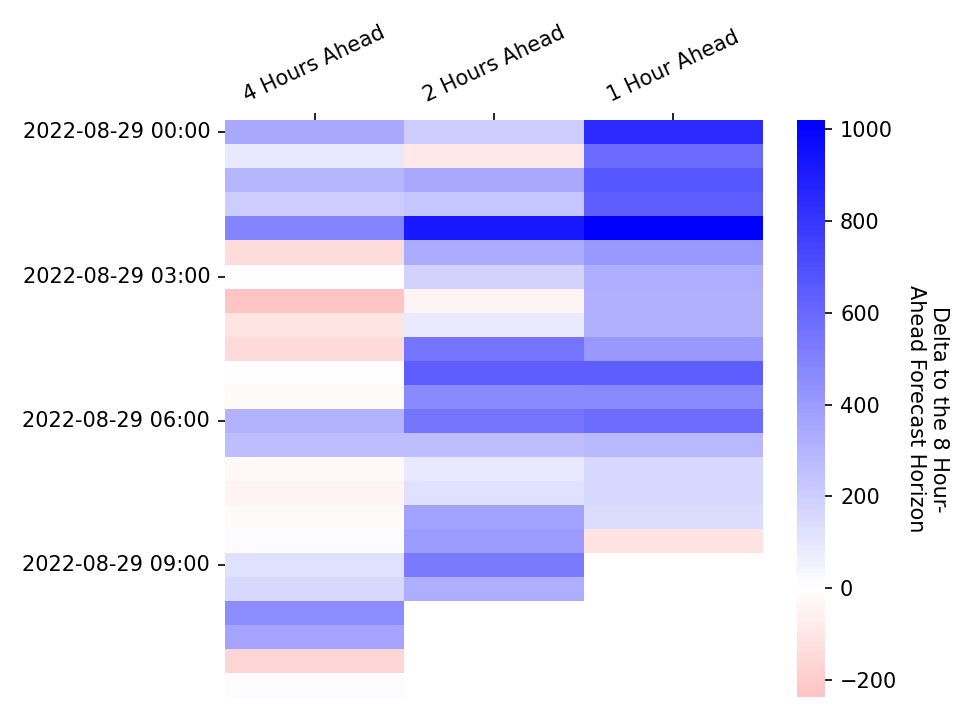 4 Hours Ahead
2 Hours Ahead
1 Hour Ahead
2022-08-29 00:00
2022-08-29 03:00
2022-08-29 06:00
2022-08-29 09:00
1000
800
600
400
200
0
−200
Delta to the 8 Hour-
Ahead Forecast Horizon